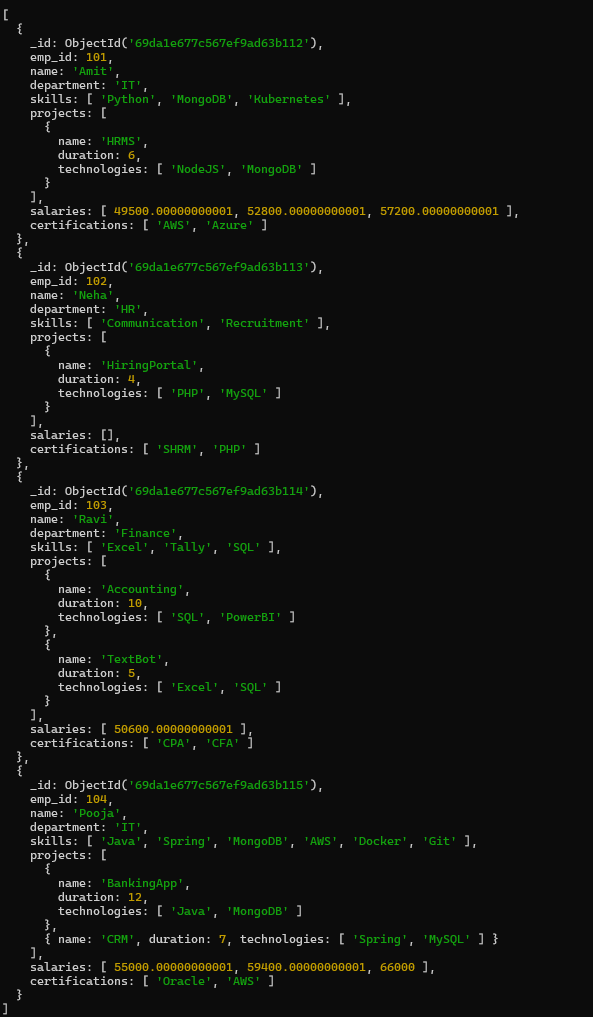 [
  {
    _id: ObjectId('69da1e677c567ef9ad63b112'),
    emp_id: 101,
    name: 'Amit',
    department: 'IT',
    skills: [ 'Python', 'MongoDB', 'Kubernetes' ],
    projects: [
      {
        name: 'HRMS',
        duration: 6,
        technologies: [ 'NodeJS', 'MongoDB' ]
      }
    ],
    salaries: [ 49500.00000000001, 52800.00000000001, 57200.00000000001 ],
    certifications: [ 'AWS', 'Azure' ]
  },
  {
    _id: ObjectId('69da1e677c567ef9ad63b113'),
    emp_id: 102,
    name: 'Neha',
    department: 'HR',
    skills: [ 'Communication', 'Recruitment' ],
    projects: [
      {
        name: 'HiringPortal',
        duration: 4,
        technologies: [ 'PHP', 'MySQL' ]
      }
    ],
    salaries: [],
    certifications: [ 'SHRM', 'PHP' ]
  },
  {
    _id: ObjectId('69da1e677c567ef9ad63b114'),
    emp_id: 103,
    name: 'Ravi',
    department: 'Finance',
    skills: [ 'Excel', 'Tally', 'SQL' ],
    projects: [
      {
        name: 'Accounting',
        duration: 10,
        technologies: [ 'SQL', 'PowerBI' ]
      },
      {
        name: 'TextBot',
        duration: 5,
        technologies: [ 'Excel', 'SQL' ]
      }
    ],
    salaries: [ 50600.00000000001 ],
    certifications: [ 'CPA', 'CFA' ]
  },
  {
    _id: ObjectId('69da1e677c567ef9ad63b115'),
    emp_id: 104,
    name: 'Pooja',
    department: 'IT',
    skills: [ 'Java', 'Spring', 'MongoDB', 'AWS', 'Docker', 'Git' ],
    projects: [
      {
        name: 'BankingApp',
        duration: 12,
        technologies: [ 'Java', 'MongoDB' ]
      },
      { name: 'CRM', duration: 7, technologies: [ 'Spring', 'MySQL' ] }
    ],
    salaries: [ 55000.00000000001, 59400.00000000001, 66000 ],
    certifications: [ 'Oracle', 'AWS' ]
  }
]